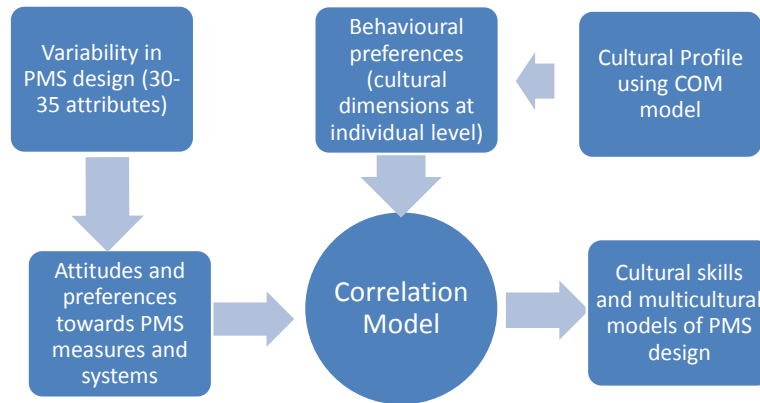 Variability in
PMS design (30-
35 attributes)
Behavioural
preferences
(cultural
dimensions at
individual level)
Cultural Profile
using COM
model
Attitudes and
preferences
towards PMS
measures and
systems
Correlation
Model
Cultural skills
and multicultural
models of PMS
design